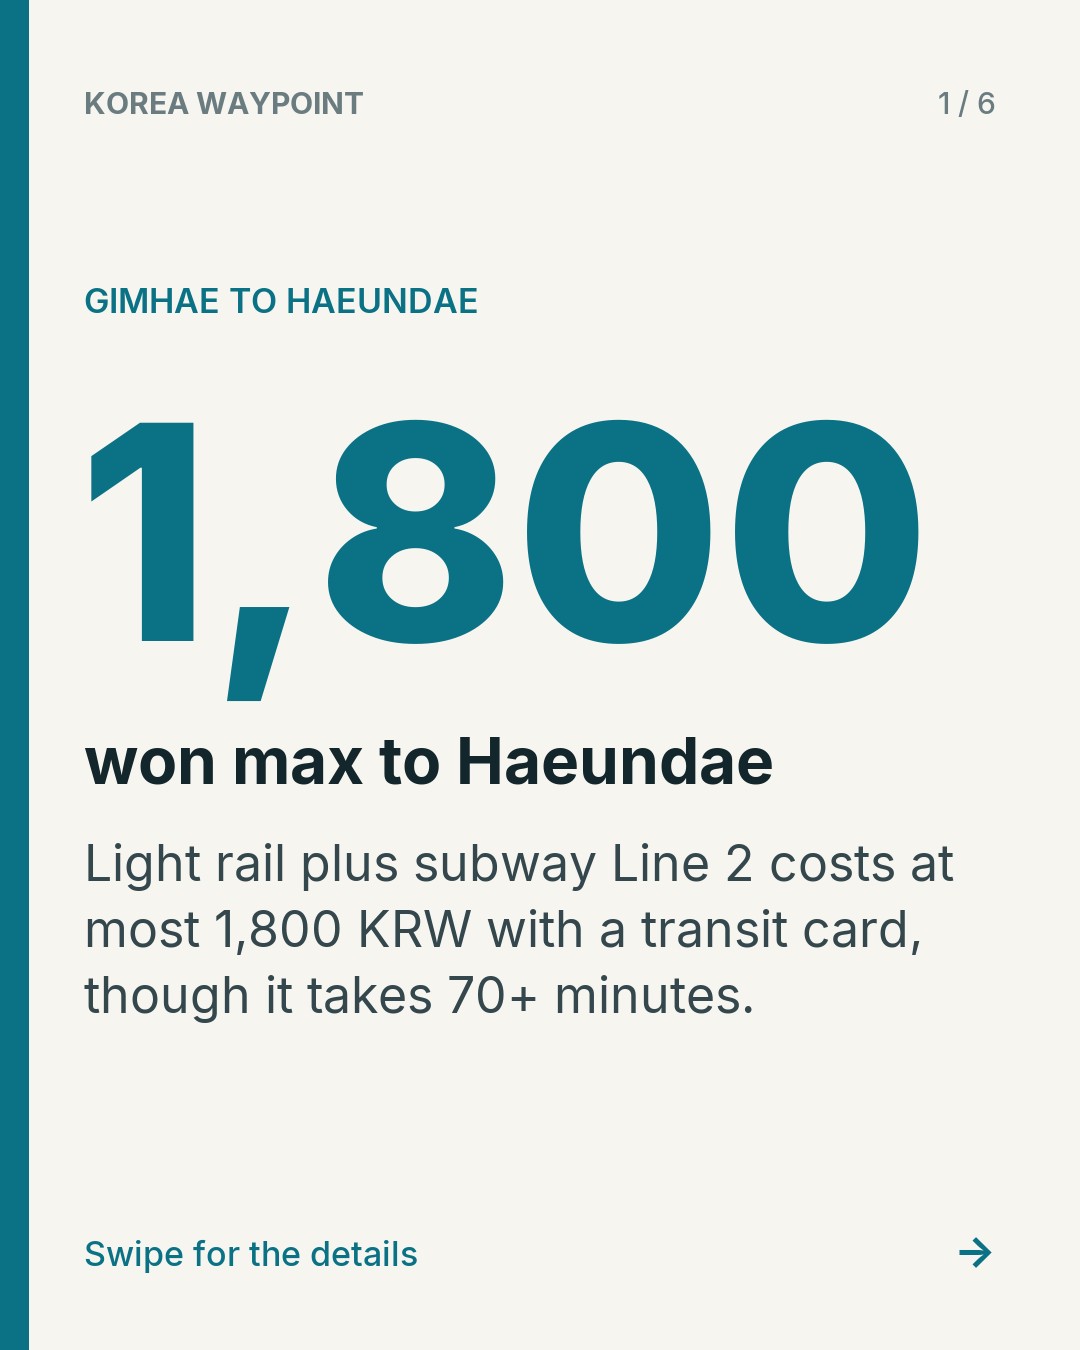 KOREA WAYPOINT
1 / 6
GIMHAE TO HAEUNDAE
1,800
won max to Haeundae
Light rail plus subway Line 2 costs at
most 1,800 KRW with a transit card,
though it takes 70+ minutes.
Swipe for the details
→